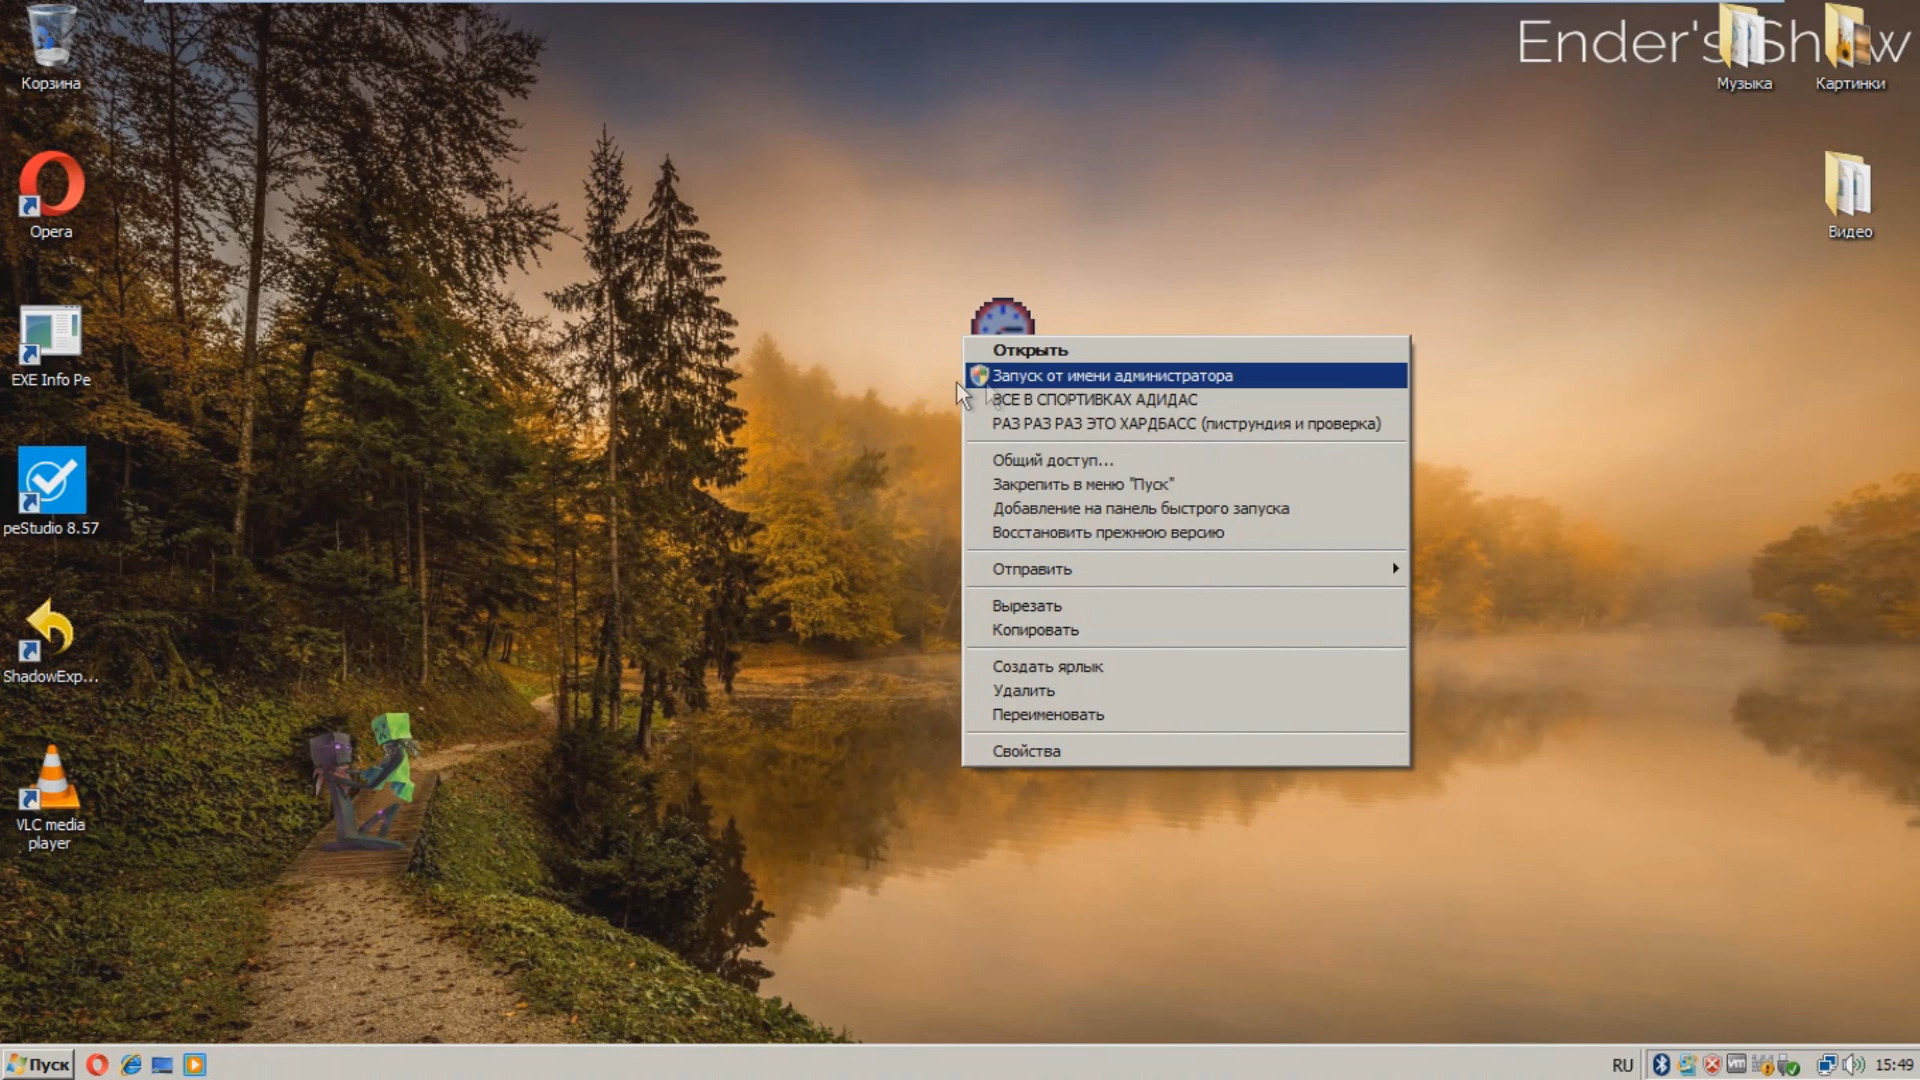 Ender's Show
Корзина
Музыка
Картинки
Opera
Видео
EXE Info Pe
peStudio 8.57
ShadowExp...
VLC media
player
Открыть
Запуск от имени администратора
ВСЕ В СПОРТИВКАХ АДИДАС
РАЗ РАЗ РАЗ ЭТО ХАРДБАСС (пиструндия и проверка)
Общий доступ...
Закрепить в меню "Пуск"
Добавление на панель быстрого запуска
Восстановить прежнюю версию
Отправить
Вырезать
Копировать
Создать ярлык
Удалить
Переименовать
Свойства
Пуск
RU
vm
15:49